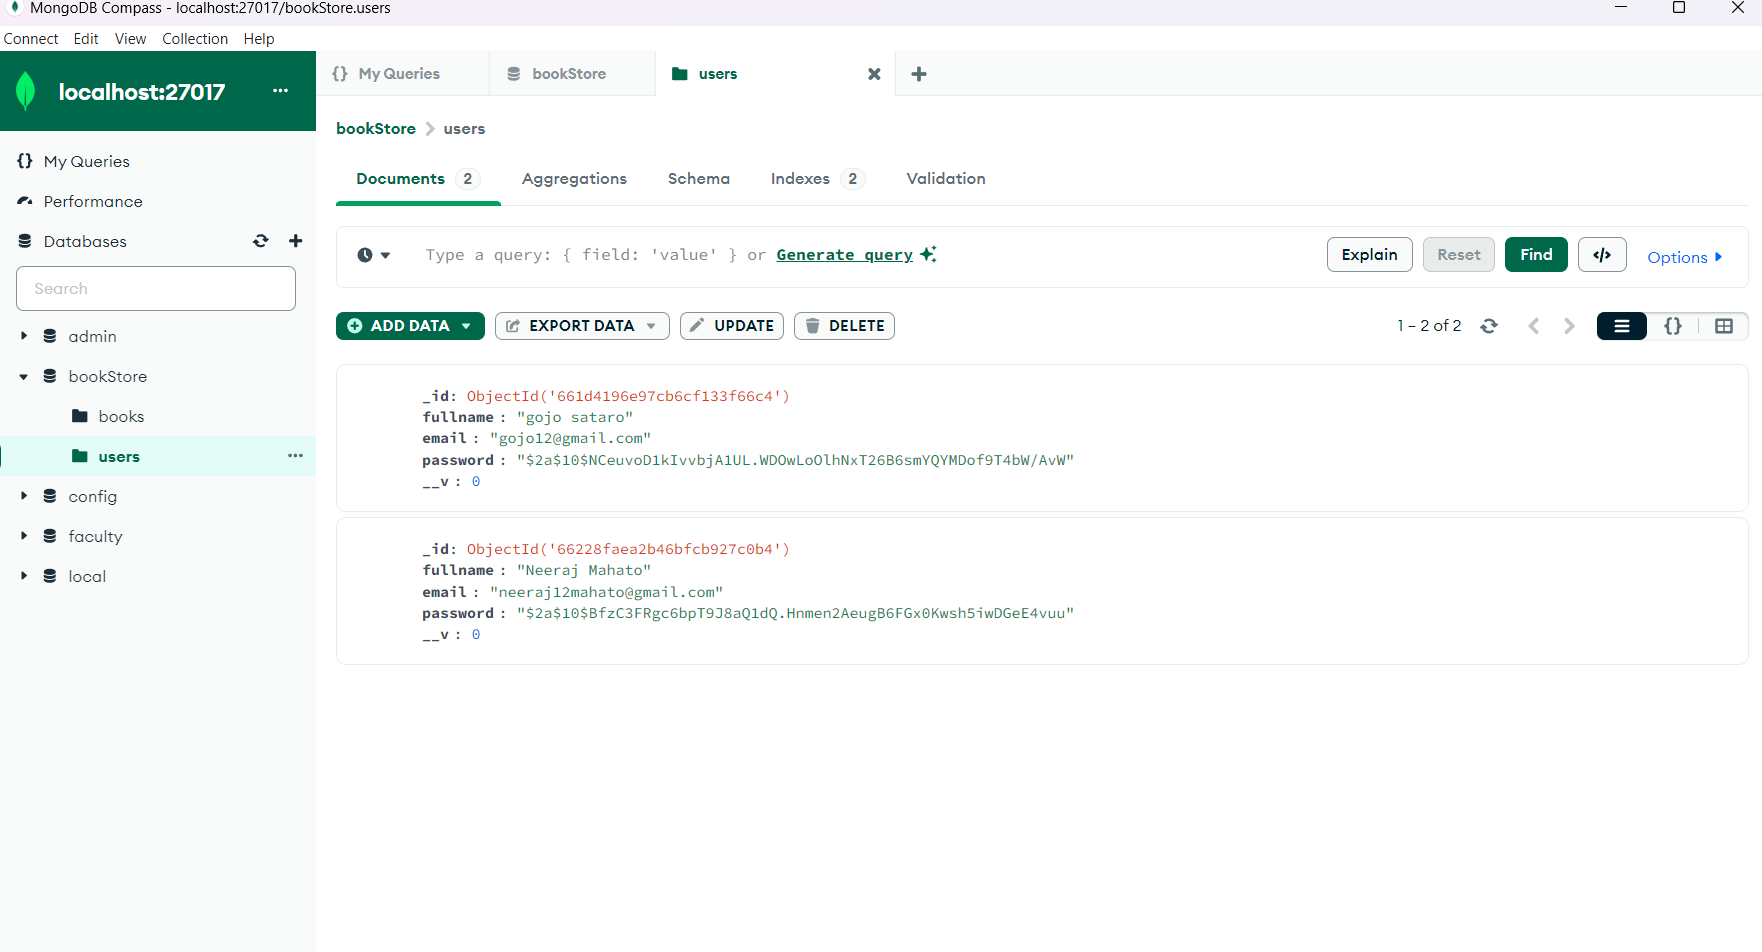 MongoDB Compass - localhost:27017/bookStore.users
Connect Edit View Collection Help
localhost:27017 ...
{} My Queries
bookStore
users
My Queries
Performance
Databases
Search
admin
bookStore
books
users
config
faculty
local
bookStore > users
Documents 2 Aggregations Schema Indexes 2 Validation
Type a query: { field: 'value' } or Generate query
Explain Reset Find </> Options
ADD DATA EXPORT DATA UPDATE DELETE
1 – 2 of 2 {}
_id: ObjectId('661d4196e97cb6cf133f66c4')
fullname : "gojo sataro"
email : "gojo12@gmail.com"
password : "$2a$10$NCeuvoD1kIvvbjA1UL.WDOwLoOlhNxT26B6smYQYMDof9T4bW/AvW"
__v : 0
_id: ObjectId('66228faea2b46bfcb927c0b4')
fullname : "Neeraj Mahato"
email : "neeraj12mahato@gmail.com"
password : "$2a$10$BfzC3FRgc6bpT9J8aQ1dQ.Hnmen2AeugB6FGx0Kwsh5iwDGeE4vuu"
__v : 0